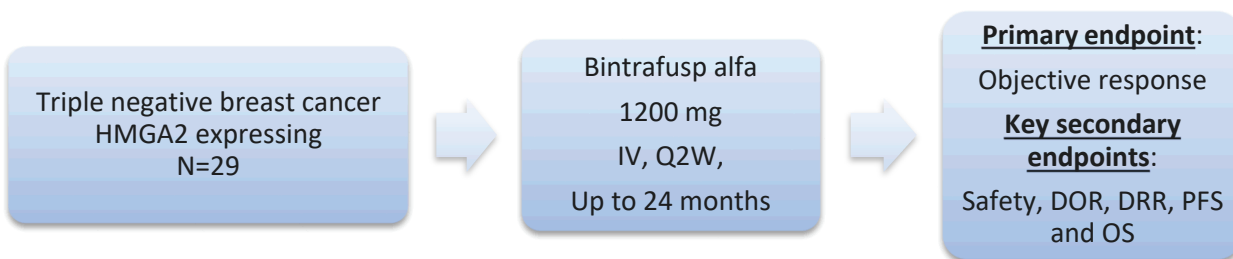 Triple negative breast cancer
HMGA2 expressing
N=29
Bintrafusp alfa
1200 mg
IV, Q2W,
Up to 24 months
Primary endpoint:
Objective response
Key secondary
endpoints:
Safety, DOR, DRR, PFS
and OS